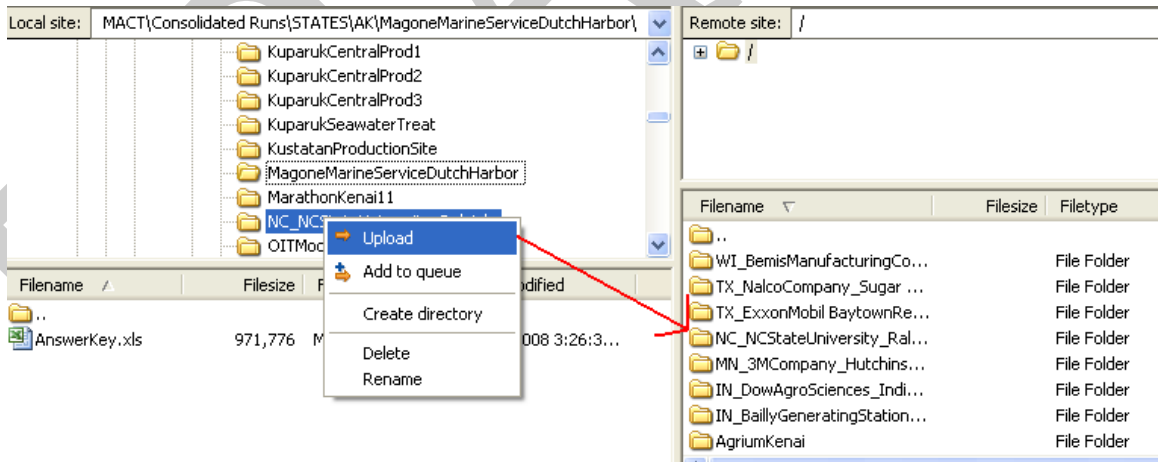 Local site: MACT\Consolidated Runs\STATES\AK\MagoneMarineServiceDutchHarbor\
KuparukCentralProd1
KuparukCentralProd2
KuparukCentralProd3
KuparukSeawaterTreat
KustatanProductionSite
MagoneMarineServiceDutchHarbor
MarathonKenai11
NC_NCState
OITMod
Upload
Add to queue
Create directory
Delete
Rename
Filename Filesize F odified
..
AnswerKey.xls 971,776 M 008 3:26:3...
Remote site: /
/
Filename Filesize Filetype
..
WI_BemisManufacturingCo... File Folder
TX_NalcoCompany_Sugar ... File Folder
TX_ExxonMobil BaytownRe... File Folder
NC_NCStateUniversity_Ral... File Folder
MN_3MCompany_Hutchins... File Folder
IN_DowAgroSciences_Indi... File Folder
IN_BaillyGeneratingStation... File Folder
AgriumKenai File Folder